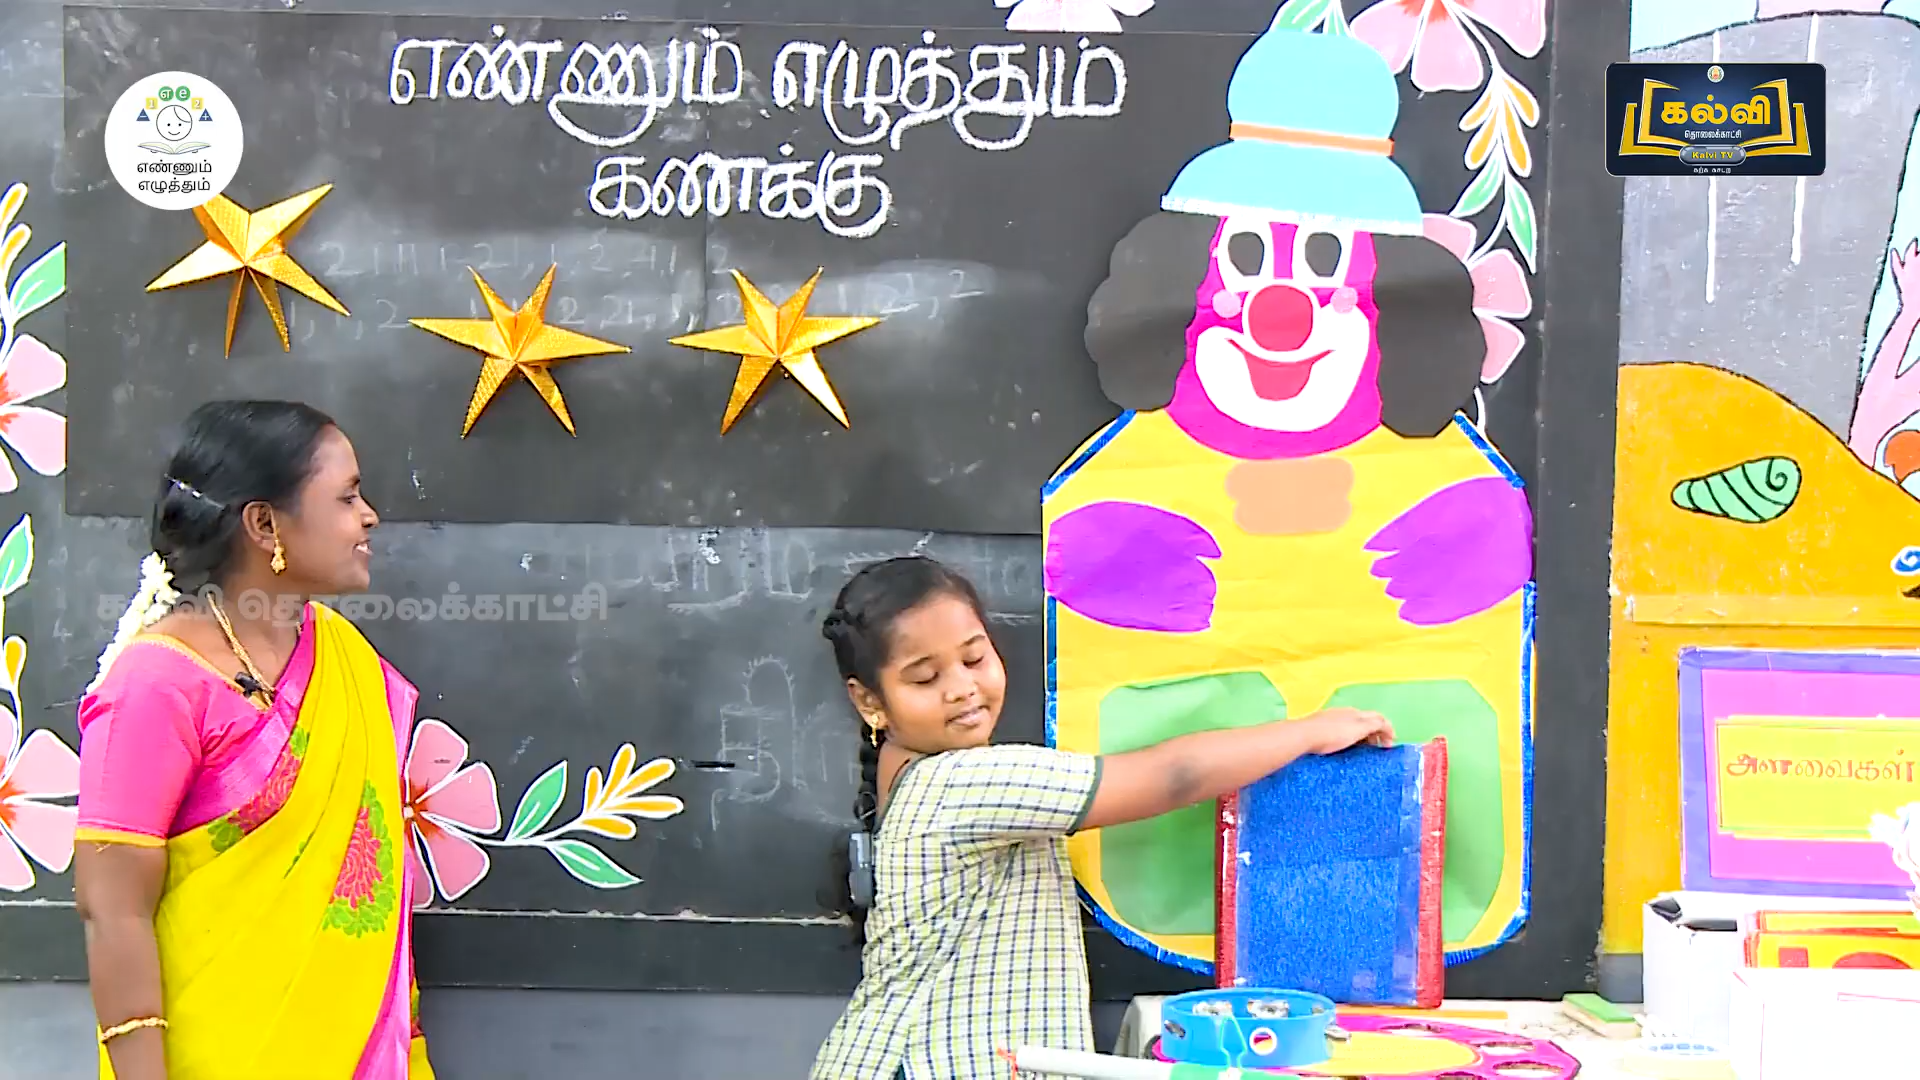 எண்ணும் எழுத்தும்
கணக்கு
எண்ணும்
எழுத்தும்
கல்வி
தொலைக்காட்சி
Kalvi TV
கல்வி தொலைக்காட்சி
அளவைகள்